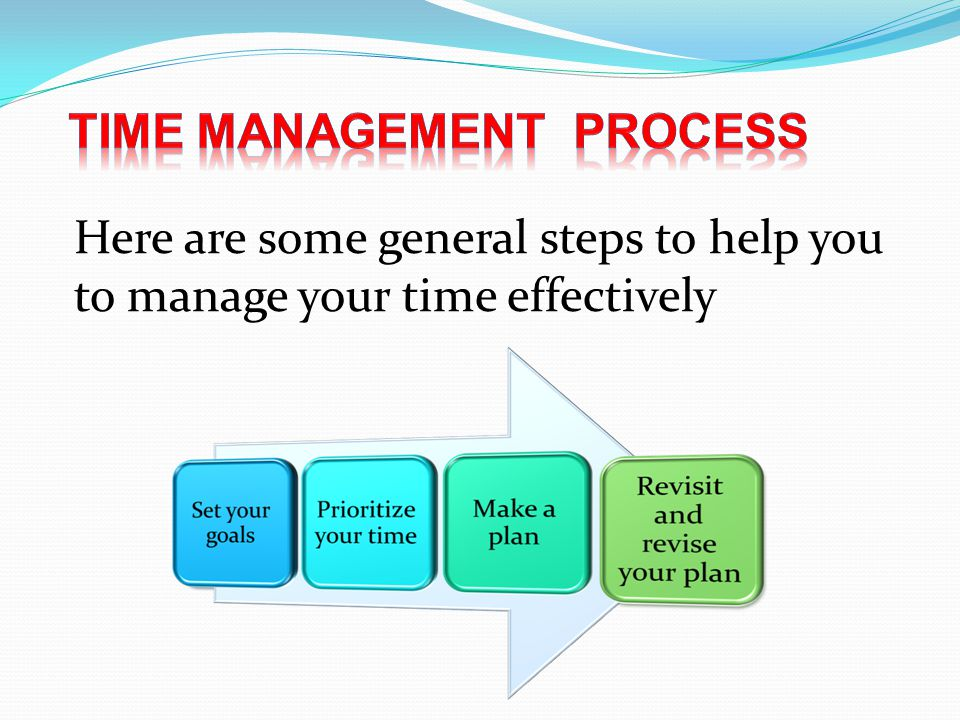 TIME MANAGEMENT PROCESS
Here are some general steps to help you
to manage your time effectively
Set your
goals
Prioritize
your time
Make a
plan
Revisit
and
revise
your plan